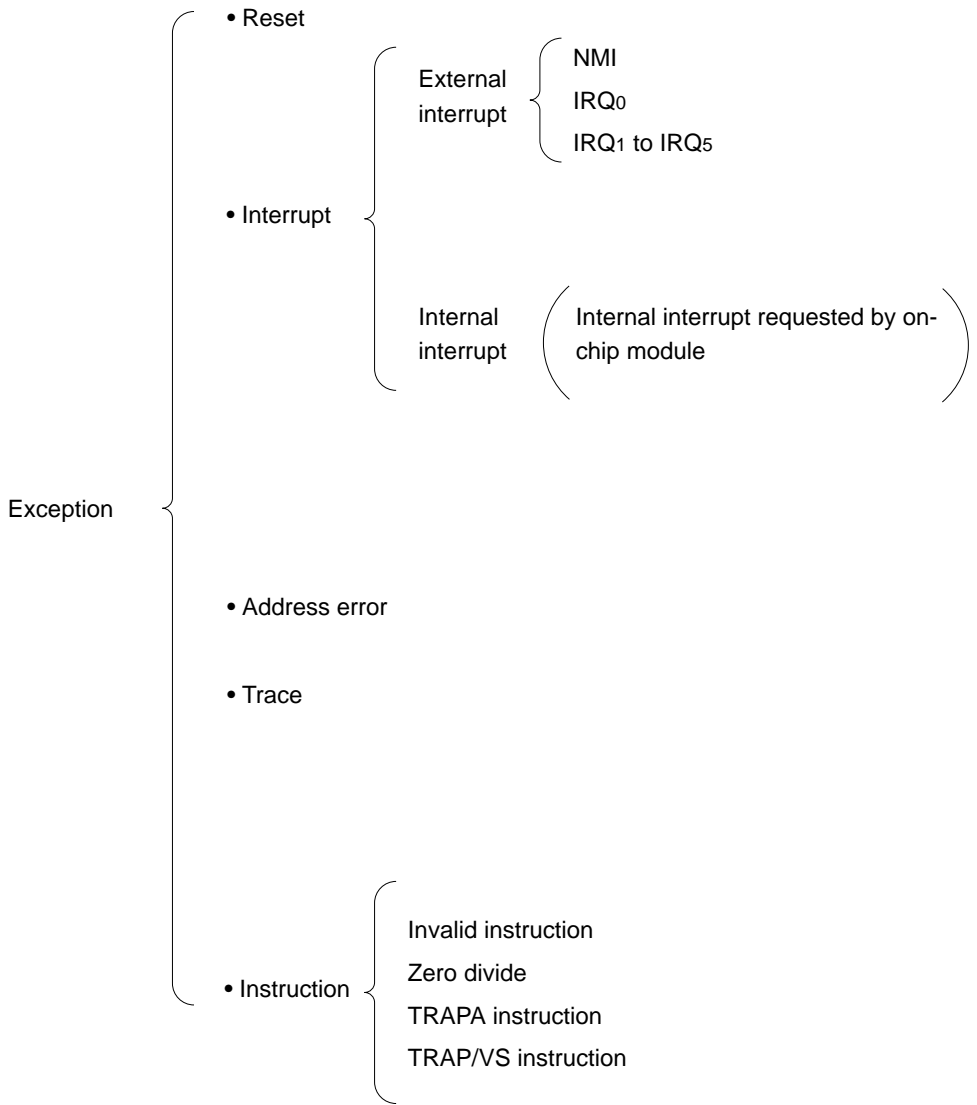 • Reset
External
interrupt
NMI
IRQ0
IRQ1 to IRQ5
• Interrupt
Internal
interrupt
Internal interrupt requested by on-
chip module
Exception
• Address error
• Trace
• Instruction
Invalid instruction
Zero divide
TRAPA instruction
TRAP/VS instruction